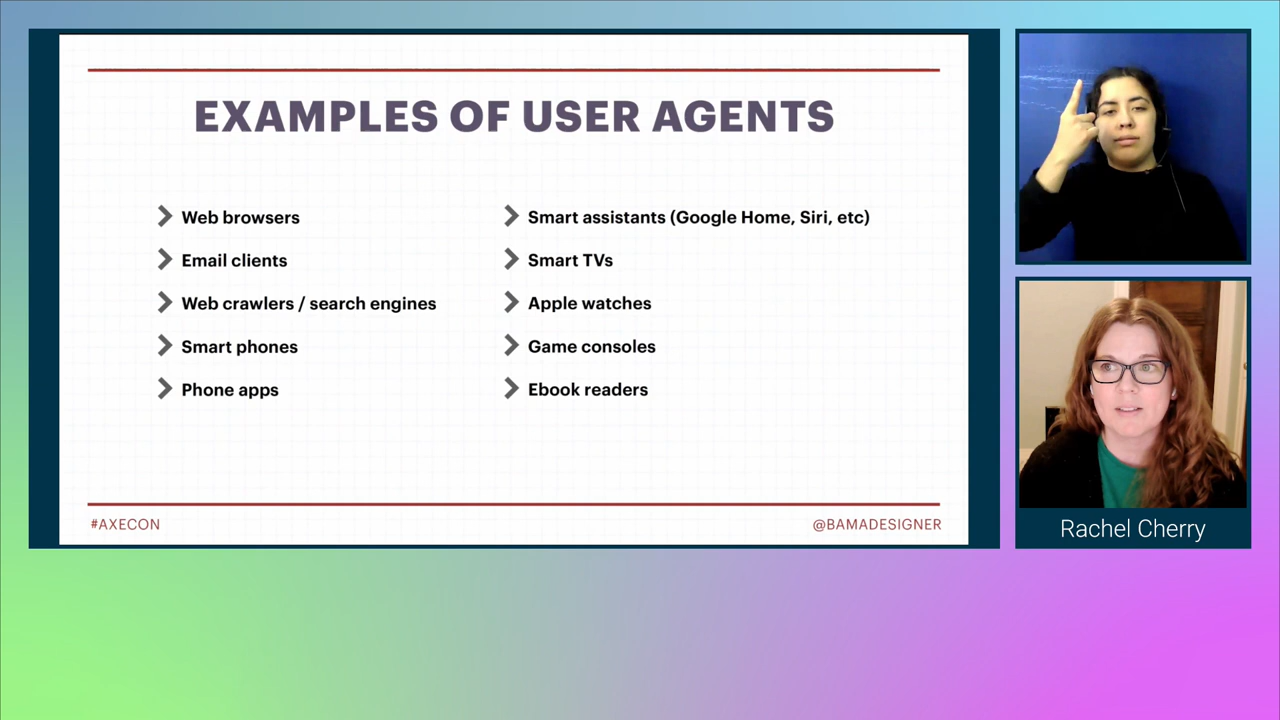 EXAMPLES OF USER AGENTS
Web browsers
Email clients
Web crawlers / search engines
Smart phones
Phone apps
Smart assistants (Google Home, Siri, etc)
Smart TVs
Apple watches
Game consoles
Ebook readers
#AXECON
@BAMADESIGNER
Rachel Cherry